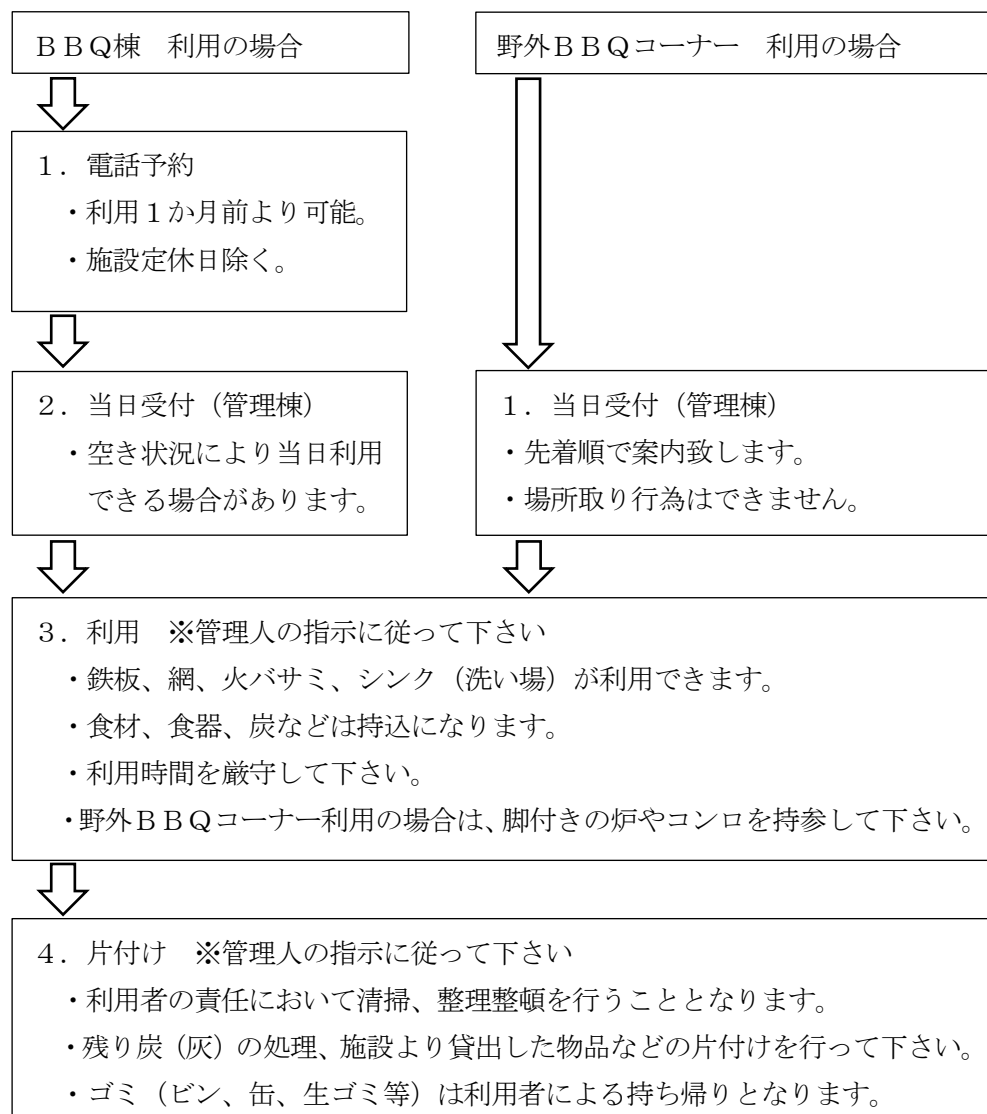 ＢＢＱ棟　利用の場合
野外ＢＢＱコーナー　利用の場合
１．電話予約
・利用１か月前より可能。
・施設定休日除く。
２．当日受付（管理棟）
・空き状況により当日利用
できる場合があります。
１．当日受付（管理棟）
・先着順で案内致します。
・場所取り行為はできません。
３．利用　※管理人の指示に従って下さい
・鉄板、網、火バサミ、シンク（洗い場）が利用できます。
・食材、食器、炭などは持込になります。
・利用時間を厳守して下さい。
・野外ＢＢＱコーナー利用の場合は、脚付きの炉やコンロを持参して下さい。
４．片付け　※管理人の指示に従って下さい
・利用者の責任において清掃、整理整頓を行うこととなります。
・残り炭（灰）の処理、施設より貸出した物品などの片付けを行って下さい。
・ゴミ（ビン、缶、生ゴミ等）は利用者による持ち帰りとなります。